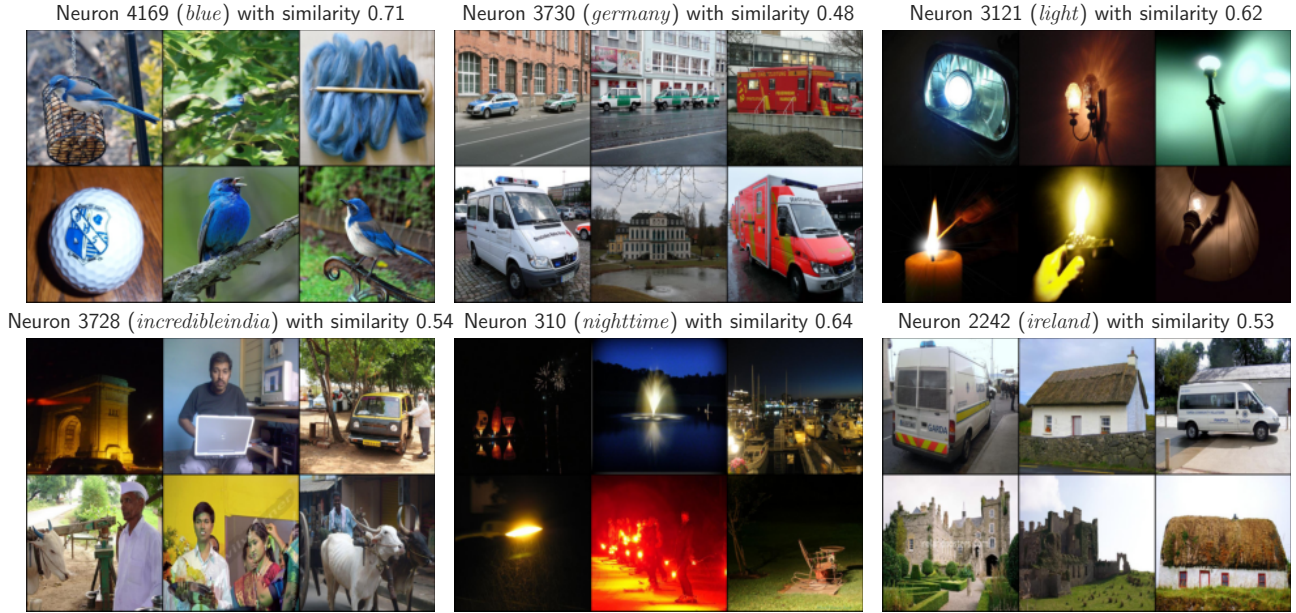 Neuron 4169 (blue) with similarity 0.71
Neuron 3730 (germany) with similarity 0.48
Neuron 3121 (light) with similarity 0.62
Neuron 3728 (incredibleindia) with similarity 0.54
Neuron 310 (nighttime) with similarity 0.64
Neuron 2242 (ireland) with similarity 0.53
GARDA